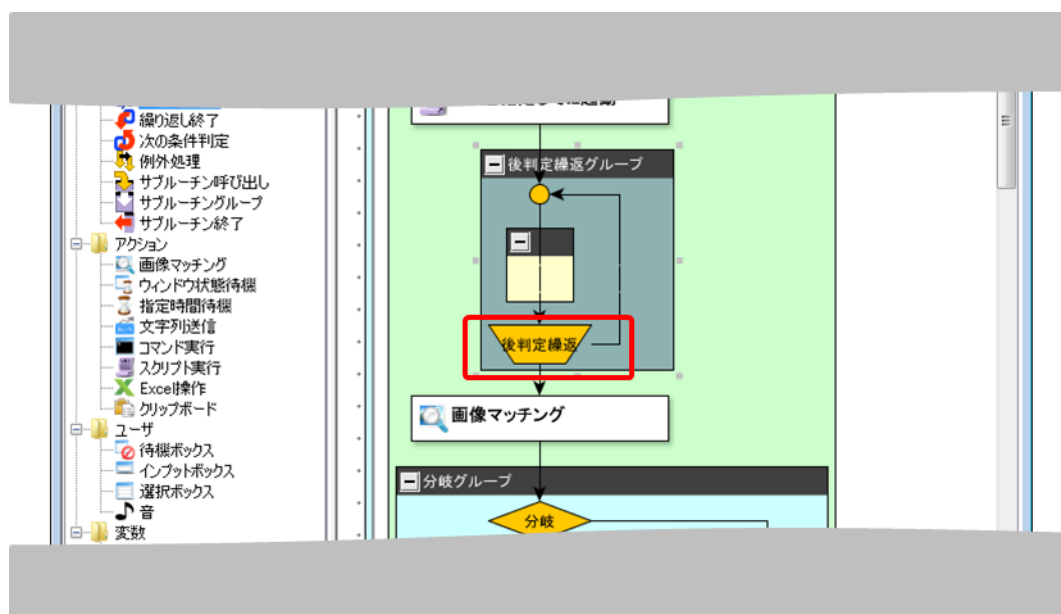 繰り返し終了
次の条件判定
例外処理
サブルーチン呼び出し
サブルーチングループ
サブルーチン終了
アクション
画像マッチング
ウィンドウ状態待機
指定時間待機
文字列送信
コマンド実行
スクリプト実行
Excel操作
クリップボード
ユーザ
待機ボックス
インプットボックス
選択ボックス
音
変数
後判定繰返グループ
後判定繰返
画像マッチング
分岐グループ
分岐